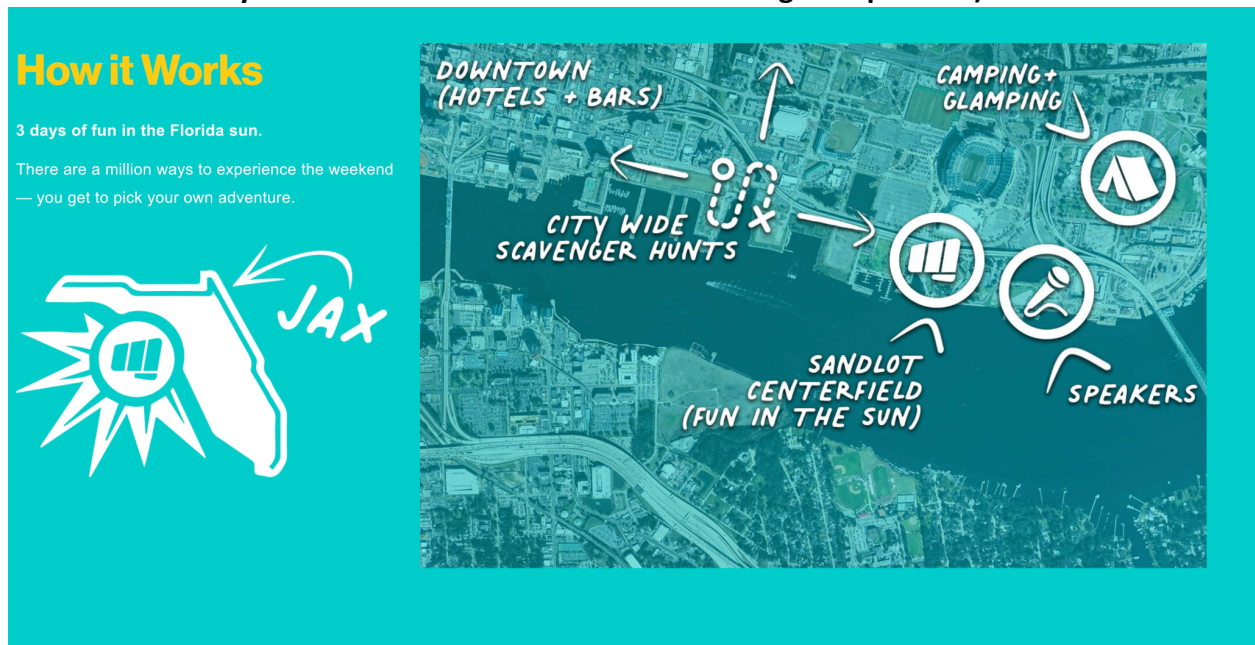 How it Works
3 days of fun in the Florida sun.
There are a million ways to experience the weekend
— you get to pick your own adventure.
JAX
DOWNTOWN
(HOTELS + BARS)
CAMPING+
GLAMPING
CITY WIDE
SCAVENGER HUNTS
SANDLOT
CENTERFIELD
(FUN IN THE SUN)
SPEAKERS